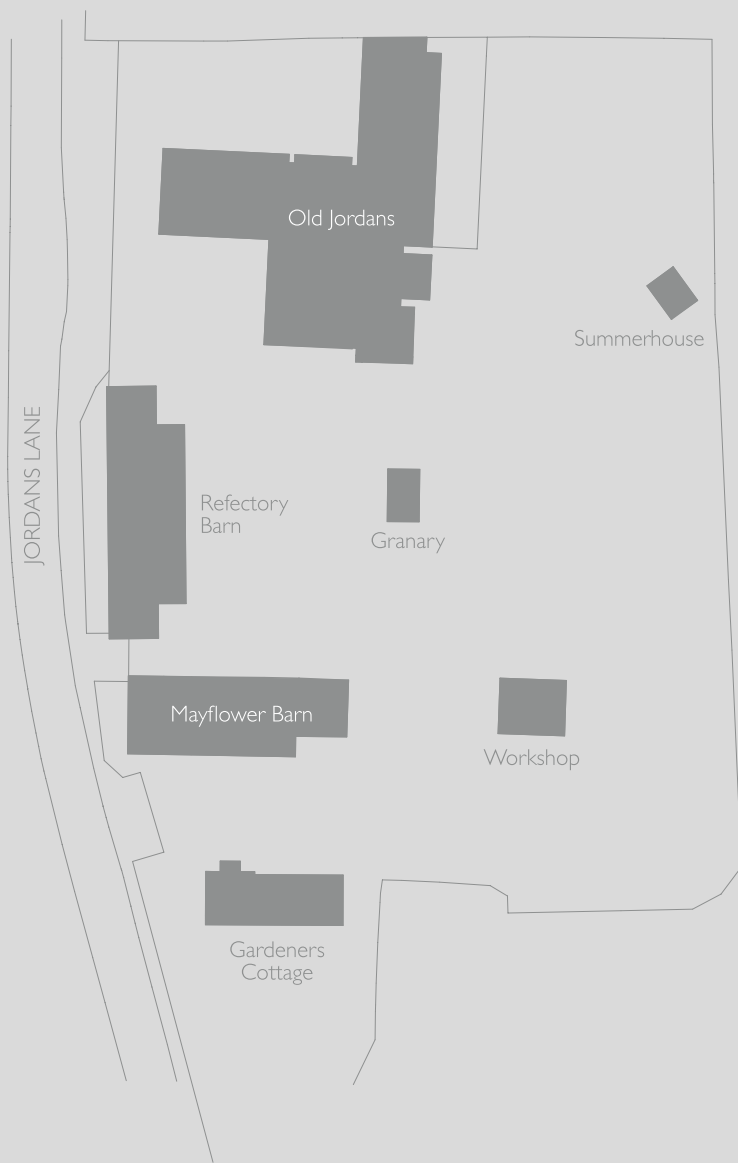 Old Jordans
Summerhouse
JORDANS LANE
Refectory
Barn
Granary
Mayflower Barn
Workshop
Gardeners
Cottage